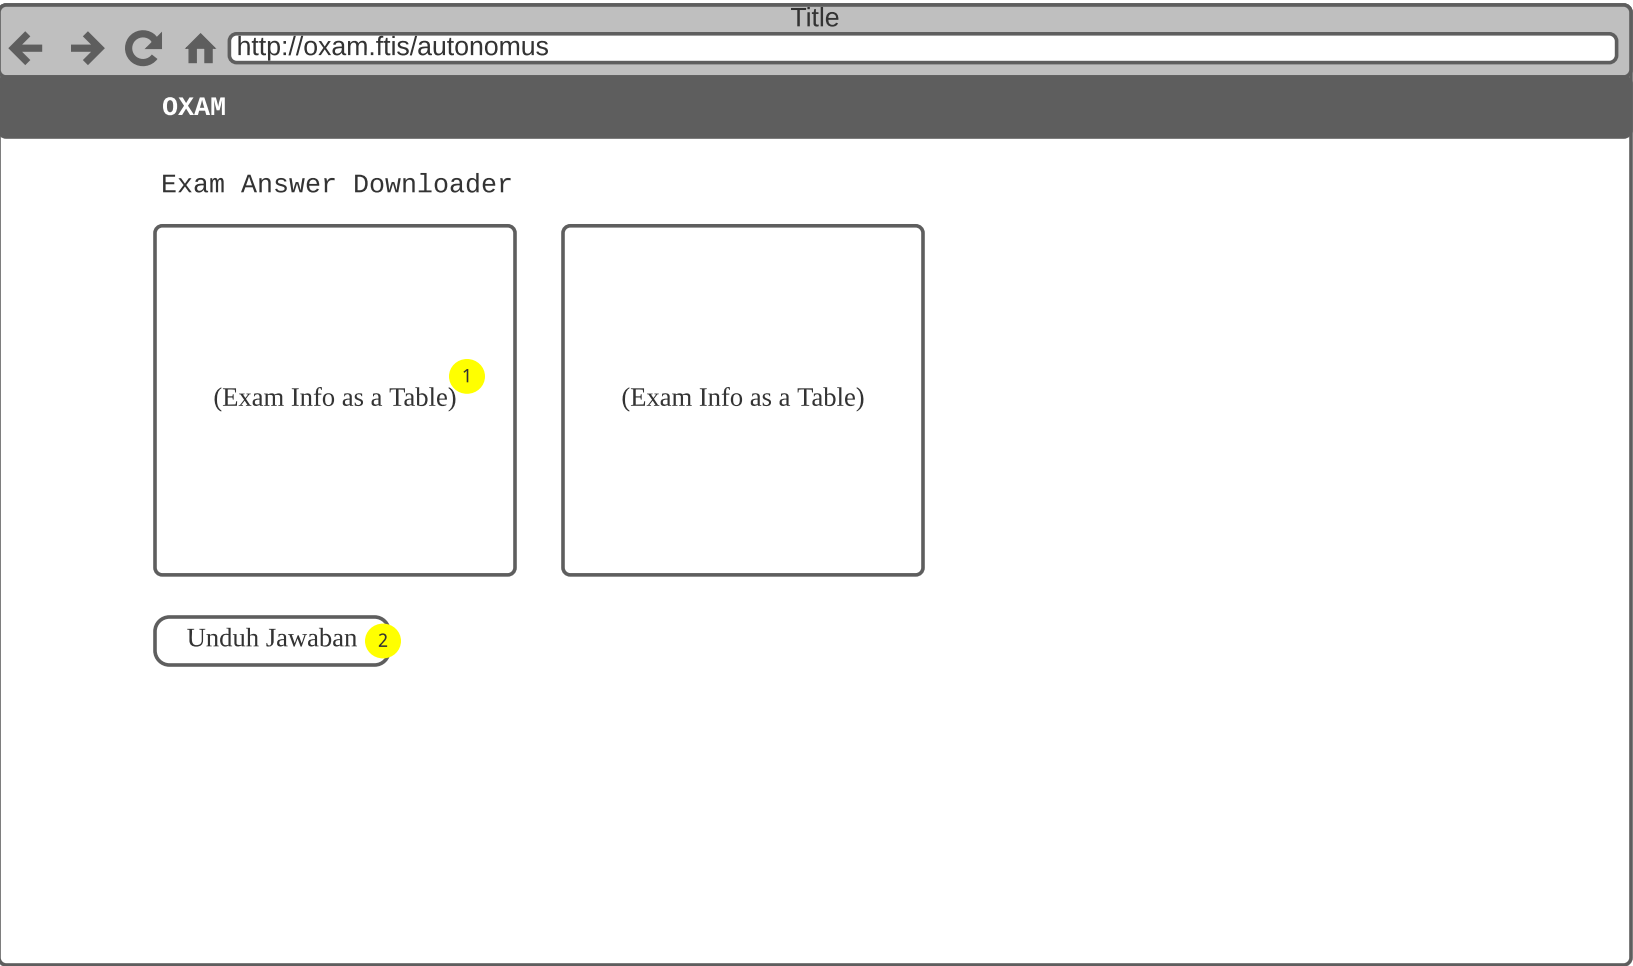 Title
http://oxam.ftis/autonomus
OXAM
Exam Answer Downloader
1
(Exam Info as a Table)
(Exam Info as a Table)
Unduh Jawaban
2